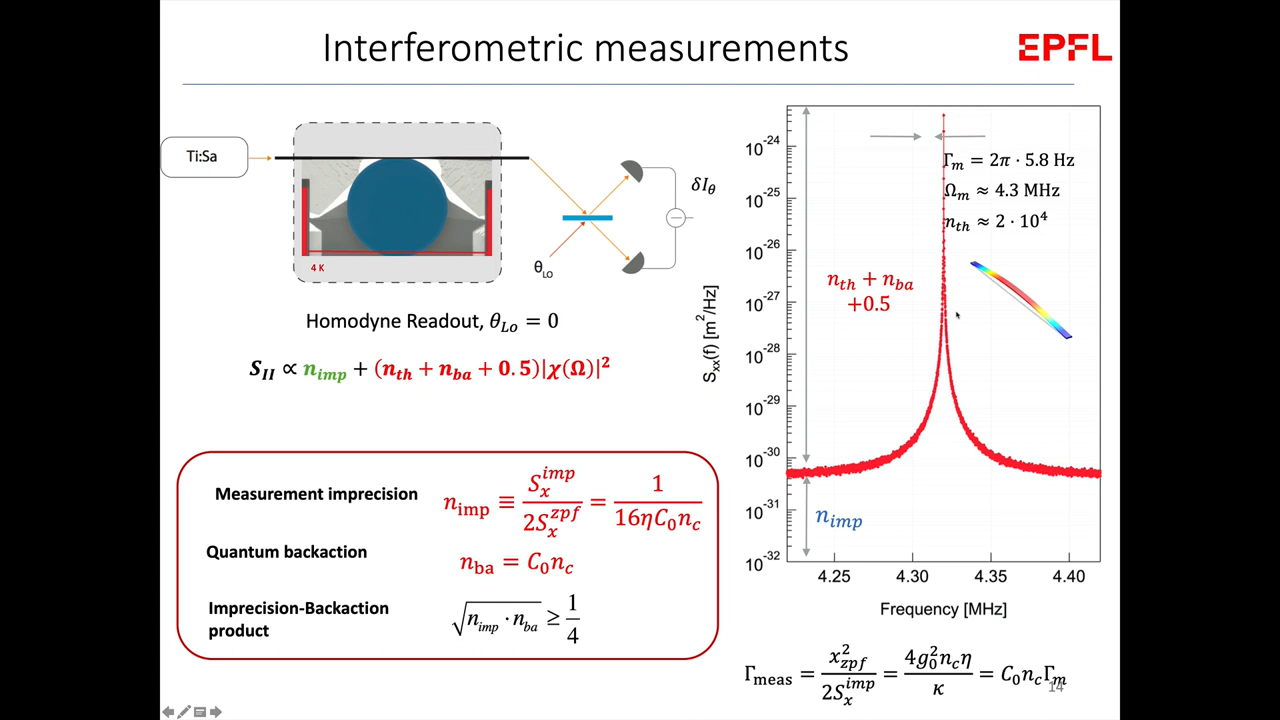 Interferometric measurements
EPFL
Ti:Sa
4 K
θ_LO
δI_θ
Homodyne Readout, θ_Lo = 0
S_II ∝ n_imp + (n_th + n_ba + 0.5)|χ(Ω)|²
Measurement imprecision
n_imp ≡ S_x^imp / 2S_x^zpf = 1 / 16ηC_0n_c
Quantum backaction
n_ba = C_0n_c
Imprecision-Backaction
product
√(n_imp · n_ba) ≥ 1/4
S_xx(f) [m²/Hz]
10^-24
10^-25
10^-26
10^-27
10^-28
10^-29
10^-30
10^-31
10^-32
Γ_m = 2π · 5.8 Hz
Ω_m ≈ 4.3 MHz
n_th ≈ 2 · 10⁴
n_th + n_ba
+0.5
n_imp
4.25 4.30 4.35 4.40
Frequency [MHz]
Γ_meas = x_zpf² / 2S_x^imp = 4g_0²n_cη / κ = C_0n_cΓ_m
14